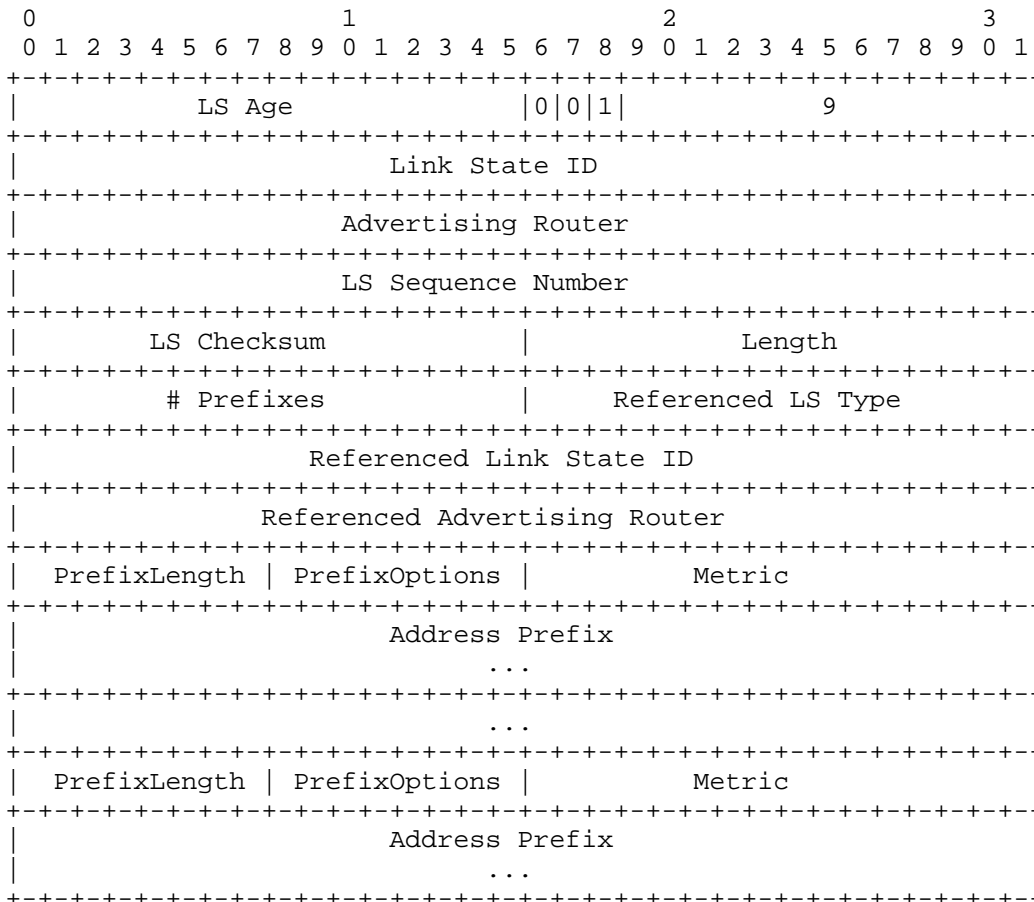 0                   1                   2                   3
 0 1 2 3 4 5 6 7 8 9 0 1 2 3 4 5 6 7 8 9 0 1 2 3 4 5 6 7 8 9 0 1
+-+-+-+-+-+-+-+-+-+-+-+-+-+-+-+-+-+-+-+-+-+-+-+-+-+-+-+-+-+-+-+-
|           LS Age              |0|0|1|            9
+-+-+-+-+-+-+-+-+-+-+-+-+-+-+-+-+-+-+-+-+-+-+-+-+-+-+-+-+-+-+-+-
|                       Link State ID
+-+-+-+-+-+-+-+-+-+-+-+-+-+-+-+-+-+-+-+-+-+-+-+-+-+-+-+-+-+-+-+-
|                    Advertising Router
+-+-+-+-+-+-+-+-+-+-+-+-+-+-+-+-+-+-+-+-+-+-+-+-+-+-+-+-+-+-+-+-
|                    LS Sequence Number
+-+-+-+-+-+-+-+-+-+-+-+-+-+-+-+-+-+-+-+-+-+-+-+-+-+-+-+-+-+-+-+-
|        LS Checksum            |             Length
+-+-+-+-+-+-+-+-+-+-+-+-+-+-+-+-+-+-+-+-+-+-+-+-+-+-+-+-+-+-+-+-
|         # Prefixes            |     Referenced LS Type
+-+-+-+-+-+-+-+-+-+-+-+-+-+-+-+-+-+-+-+-+-+-+-+-+-+-+-+-+-+-+-+-
|                  Referenced Link State ID
+-+-+-+-+-+-+-+-+-+-+-+-+-+-+-+-+-+-+-+-+-+-+-+-+-+-+-+-+-+-+-+-
|               Referenced Advertising Router
+-+-+-+-+-+-+-+-+-+-+-+-+-+-+-+-+-+-+-+-+-+-+-+-+-+-+-+-+-+-+-+-
|  PrefixLength | PrefixOptions |          Metric
+-+-+-+-+-+-+-+-+-+-+-+-+-+-+-+-+-+-+-+-+-+-+-+-+-+-+-+-+-+-+-+-
|                       Address Prefix
|                             ...
+-+-+-+-+-+-+-+-+-+-+-+-+-+-+-+-+-+-+-+-+-+-+-+-+-+-+-+-+-+-+-+-
|                             ...
+-+-+-+-+-+-+-+-+-+-+-+-+-+-+-+-+-+-+-+-+-+-+-+-+-+-+-+-+-+-+-+-
|  PrefixLength | PrefixOptions |          Metric
+-+-+-+-+-+-+-+-+-+-+-+-+-+-+-+-+-+-+-+-+-+-+-+-+-+-+-+-+-+-+-+-
|                       Address Prefix
|                             ...
+-+-+-+-+-+-+-+-+-+-+-+-+-+-+-+-+-+-+-+-+-+-+-+-+-+-+-+-+-+-+-+-